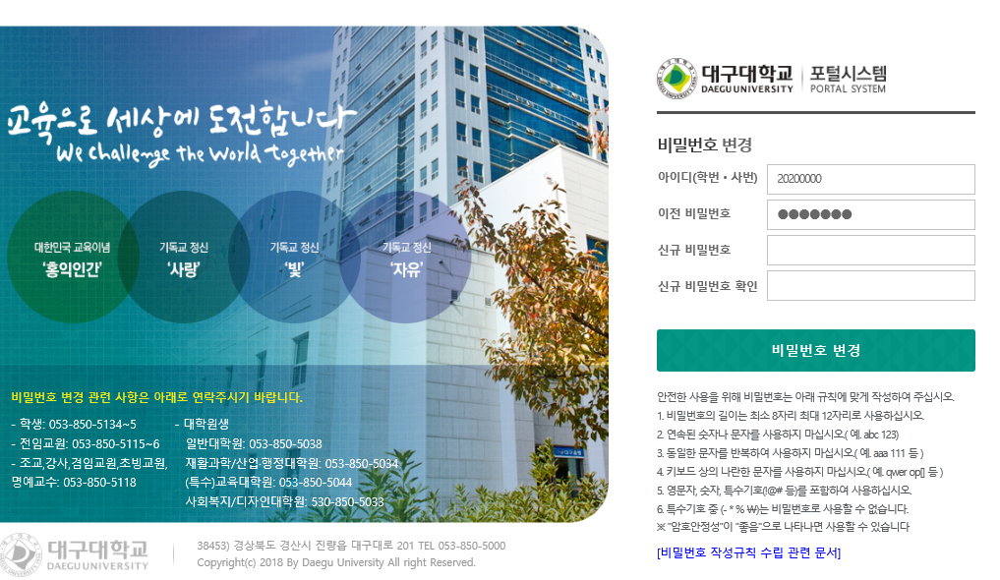 교육으로 세상에 도전합니다
We challenge the World together
대한민국 교육이념
'홍익인간'
기독교 정신
'사랑'
기독교 정신
'빛'
기독교 정신
'자유'
비밀번호 변경 관련 사항은 아래로 연락주시기 바랍니다.
- 학생: 053-850-5134~5
- 전임교원: 053-850-5115~6
- 조교,강사,겸임교원,초빙교원,
명예교수: 053-850-5118
- 대학원생
일반대학원: 053-850-5038
재활과학/산업·행정대학원: 053-850-5034
(특수)교육대학원: 053-850-5044
사회복지/디자인대학원: 530-850-5033
대구대학교
DAEGU UNIVERSITY
포털시스템
PORTAL SYSTEM
비밀번호 변경
아이디(학번·사번) 20200000
이전 비밀번호 ●●●●●●●
신규 비밀번호
신규 비밀번호 확인
비밀번호 변경
안전한 사용을 위해 비밀번호는 아래 규칙에 맞게 작성하여 주십시오.
1. 비밀번호의 길이는 최소 8자리 최대 12자리로 사용하십시오.
2. 연속된 숫자나 문자를 사용하지 마십시오.( 예. abc 123)
3. 동일한 문자를 반복하여 사용하지 마십시오.( 예. aaa 111 등 )
4. 키보드 상의 나란한 문자를 사용하지 마십시오.( 예. qwer op[] 등 )
5. 영문자, 숫자, 특수기호(!@# 등)를 포함하여 사용하십시오.
6. 특수기호 중 (- * % ₩)는 비밀번호로 사용할 수 없습니다.
※ "암호안정성"이 "좋음"으로 나타나면 사용할 수 있습니다
[비밀번호 작성규칙 수립 관련 문서]
대구대학교
DAEGU UNIVERSITY
38453) 경상북도 경산시 진량읍 대구대로 201 TEL 053-850-5000
Copyright(c) 2018 By Daegu University All right Reserved.